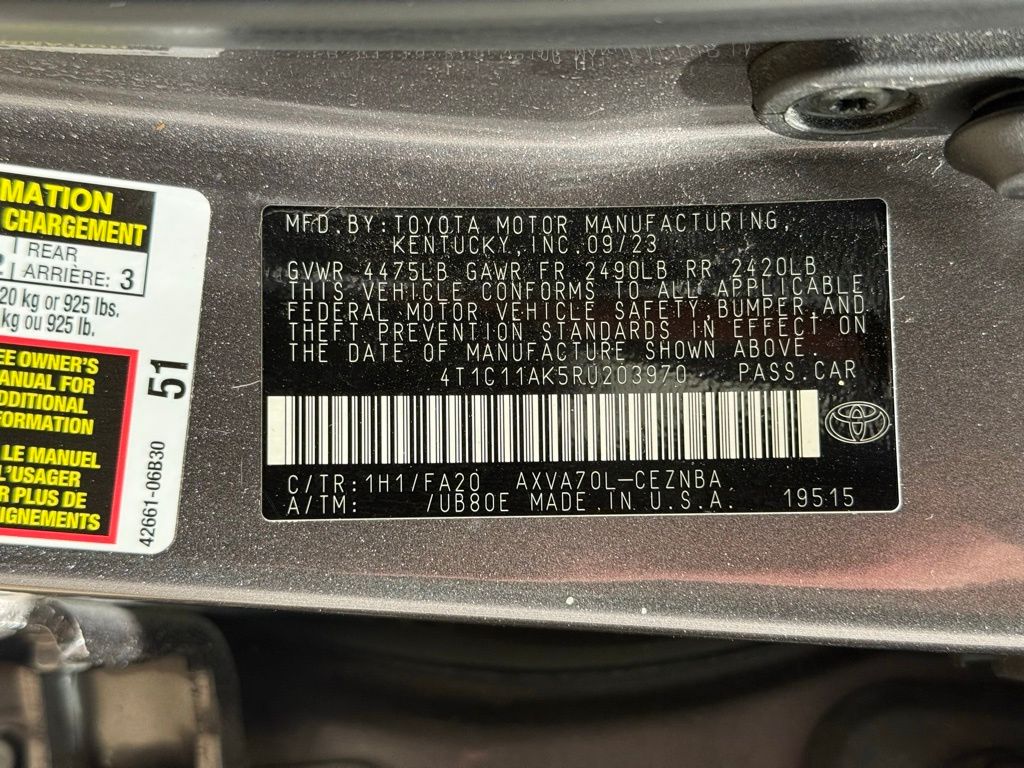 MATION
CHARGEMENT
REAR
ARRIÈRE: 3
20 kg or 925 lbs.
kg ou 925 lb.
EE OWNER'S
MANUAL FOR
DDITIONAL
FORMATION
LE MANUEL
L'USAGER
R PLUS DE
IGNEMENTS
51
42661-06B30
MFD.BY:TOYOTA MOTOR MANUFACTURING,
KENTUCKY,INC.09/23
GVWR 4475LB GAWR FR 2490LB RR 2420LB
THIS VEHICLE CONFORMS TO ALL APPLICABLE
FEDERAL MOTOR VEHICLE SAFETY,BUMPER,AND
THEFT PREVENTION STANDARDS IN EFFECT ON
THE DATE OF MANUFACTURE SHOWN ABOVE.
4T1C11AK5RU203970 PASS.CAR
C/TR:1H1/FA20 AXVA70L-CEZNBA
A/TM: /UB80E MADE IN U.S.A. 19515